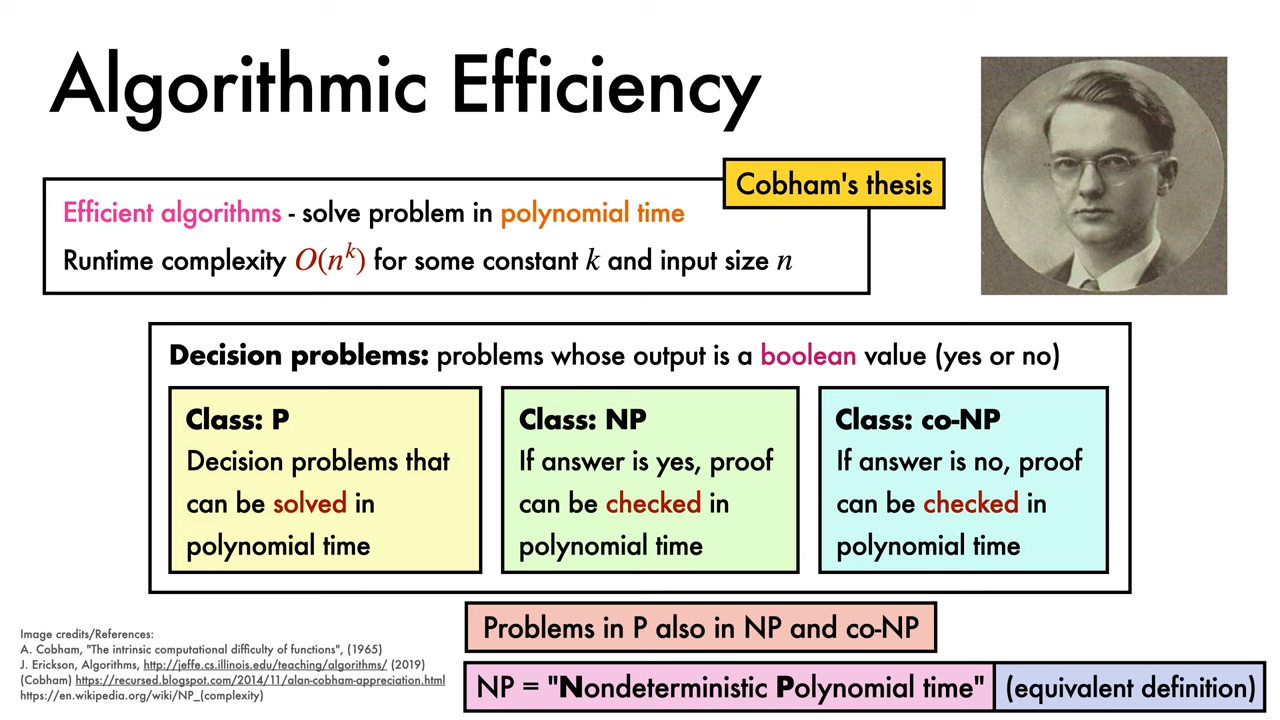 Algorithmic Efficiency
Cobham's thesis
Efficient algorithms - solve problem in polynomial time
Runtime complexity O(n^k) for some constant k and input size n
Decision problems: problems whose output is a boolean value (yes or no)
Class: P
Decision problems that
can be solved in
polynomial time
Class: NP
If answer is yes, proof
can be checked in
polynomial time
Class: co-NP
If answer is no, proof
can be checked in
polynomial time
Problems in P also in NP and co-NP
NP = "Nondeterministic Polynomial time" (equivalent definition)
Image credits/References:
A. Cobham, "The intrinsic computational difficulty of functions", (1965)
J. Erickson, Algorithms, http://jeffe.cs.illinois.edu/teaching/algorithms/ (2019)
(Cobham) https://recursed.blogspot.com/2014/11/alan-cobham-appreciation.html
https://en.wikipedia.org/wiki/NP_(complexity)